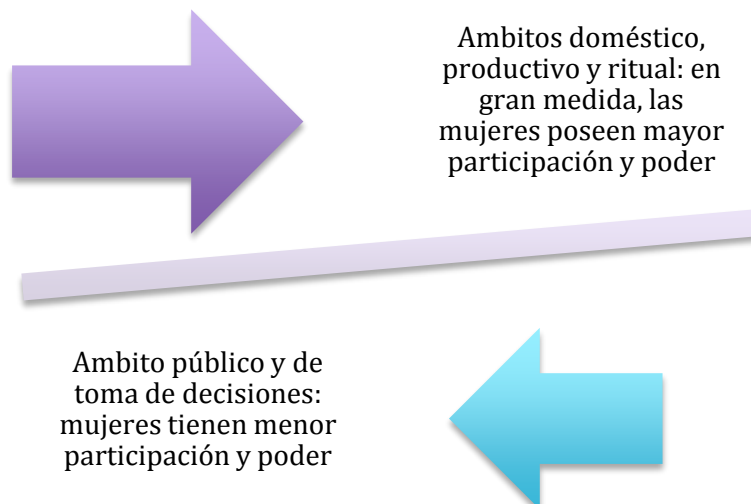 Ambitos doméstico,
productivo y ritual: en
gran medida, las
mujeres poseen mayor
participación y poder
Ambito público y de
toma de decisiones:
mujeres tienen menor
participación y poder